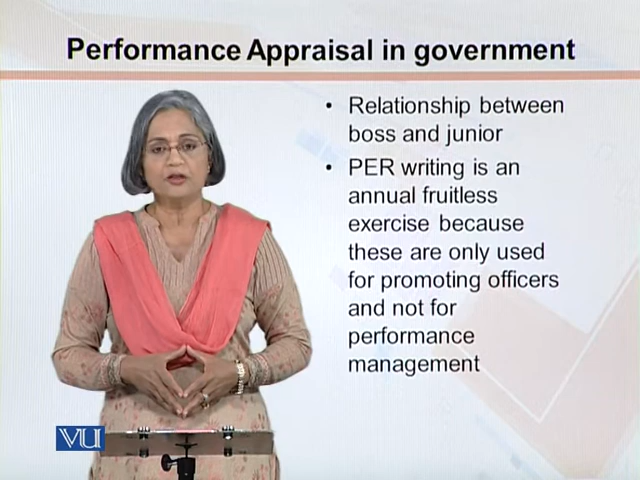 Performance Appraisal in government
• Relationship between
boss and junior
• PER writing is an
annual fruitless
exercise because
these are only used
for promoting officers
and not for
performance
management
VU